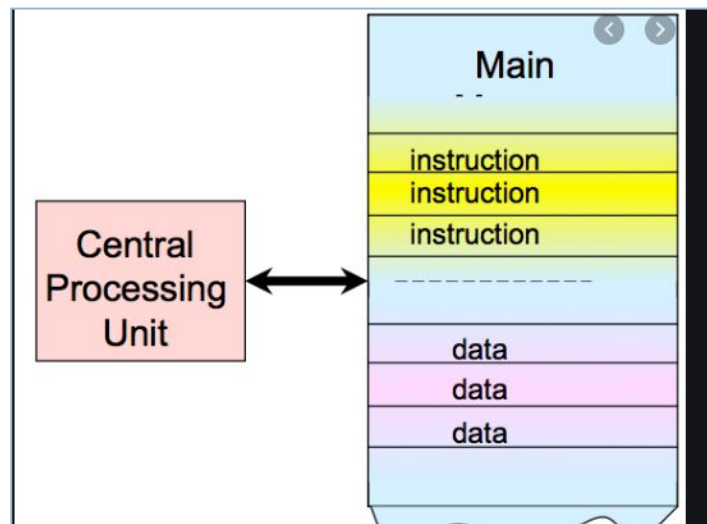 Main
instruction
instruction
instruction
Central
Processing
Unit
data
data
data